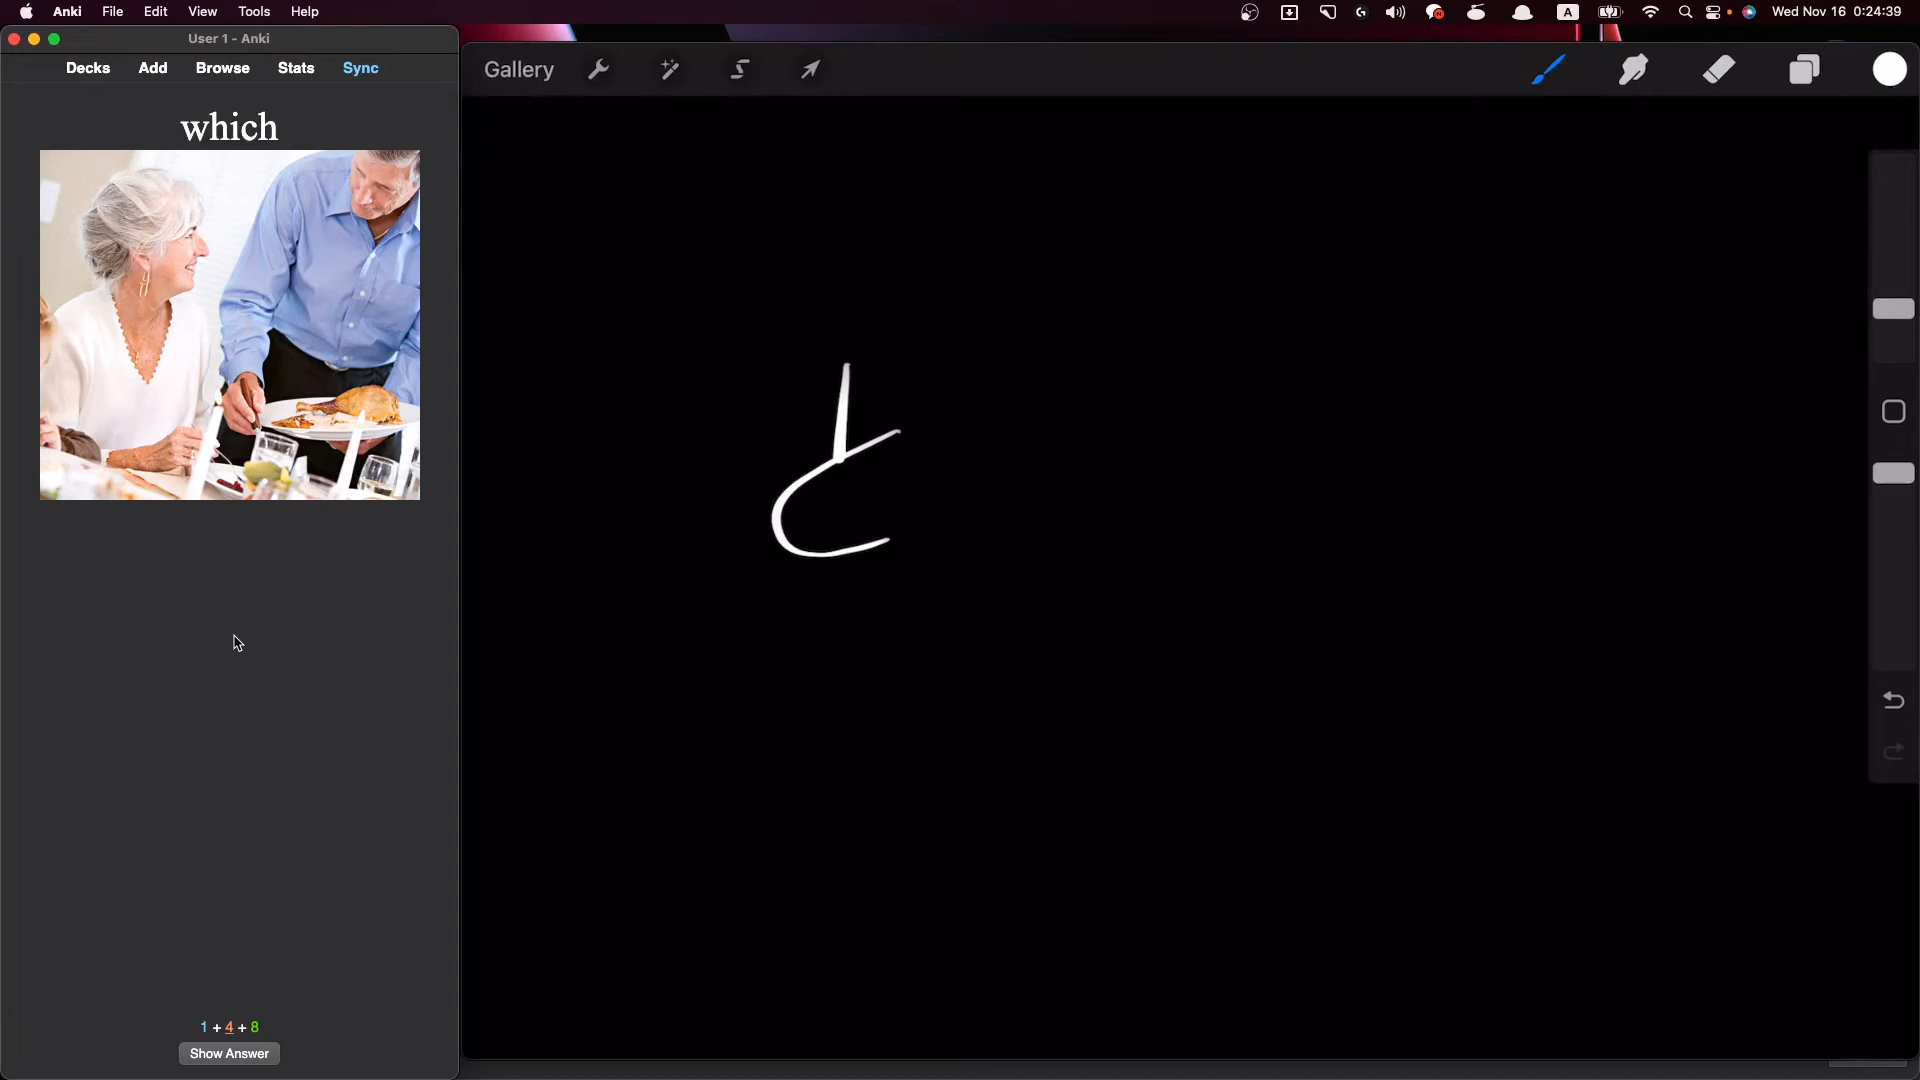 Anki File Edit View Tools Help
A
Wed Nov 16 0:24:39
User 1 - Anki
Decks Add Browse Stats Sync
Gallery
which
と
1 + 4 + 8
Show Answer